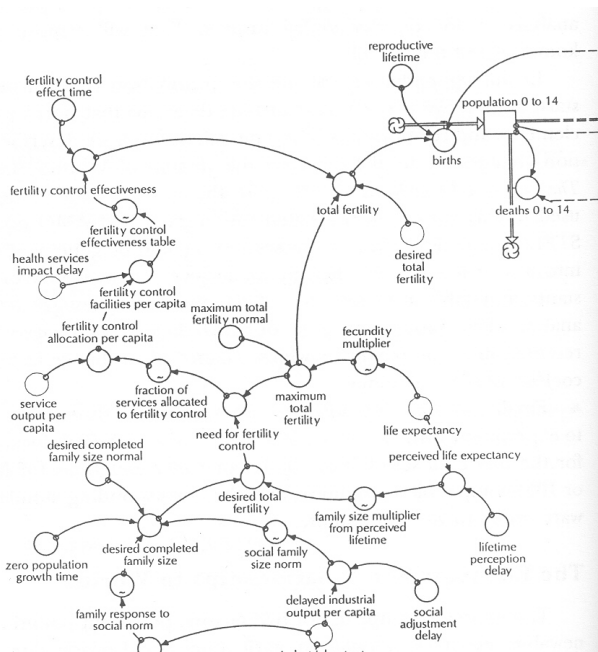 reproductive
lifetime
fertility control
effect time
population 0 to 14
births
fertility control effectiveness
total fertility
deaths 0 to 14
~
fertility control
effectiveness table
desired
total
fertility
health services
impact delay
fertility control
facilities per capita
maximum total
fertility normal
fertility control
allocation per capita
fecundity
multiplier
~
~
service
output per
capita
fraction of
services allocated
to fertility control
maximum
total
fertility
life expectancy
need for fertility
control
desired completed
family size normal
perceived life expectancy
desired total
fertility
~
family size multiplier
from perceived
lifetime
zero population
growth time
desired completed
family size
~
social family
size norm
lifetime
perception
delay
~
delayed industrial
output per capita
social
adjustment
delay
family response to
social norm